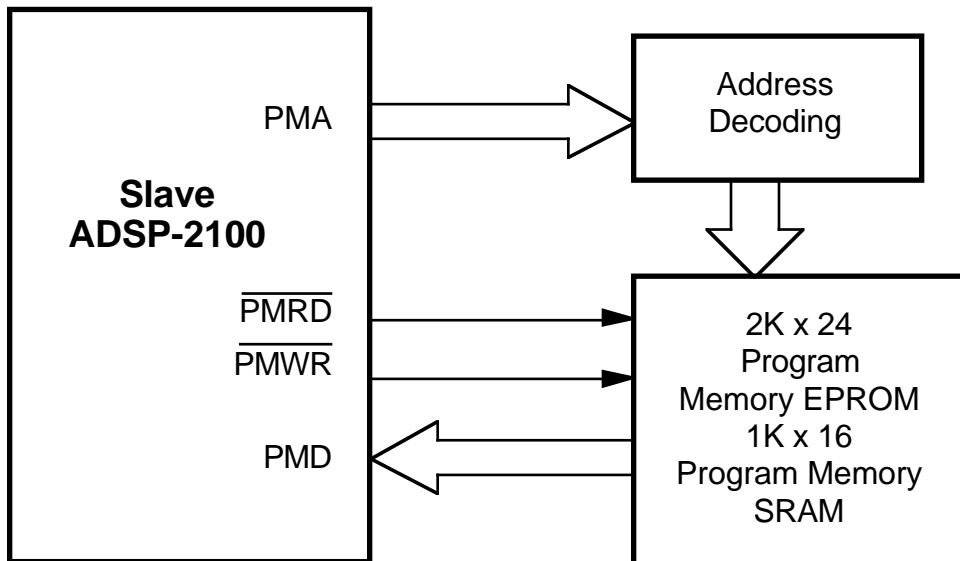 PMA
Slave
ADSP-2100
PMRD
PMWR
PMD
Address
Decoding
2K x 24
Program
Memory EPROM
1K x 16
Program Memory
SRAM